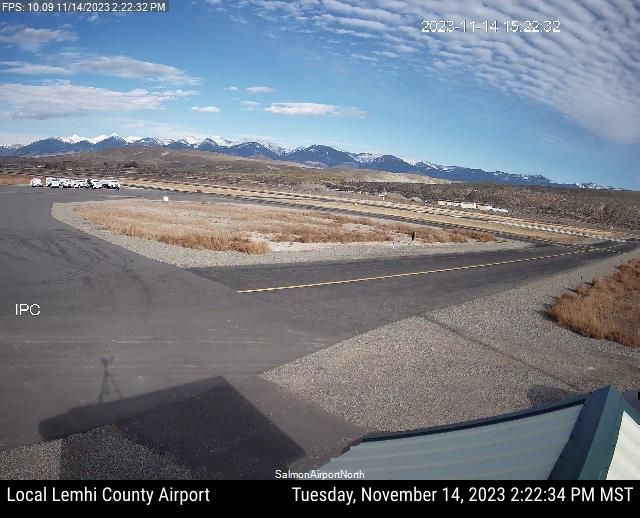 FPS: 10.09 11/14/2023 2:22:32 PM
2023-11-14 15:22:32
IPC
SalmonAirportNorth
Local Lemhi County Airport
Tuesday, November 14, 2023 2:22:34 PM MST